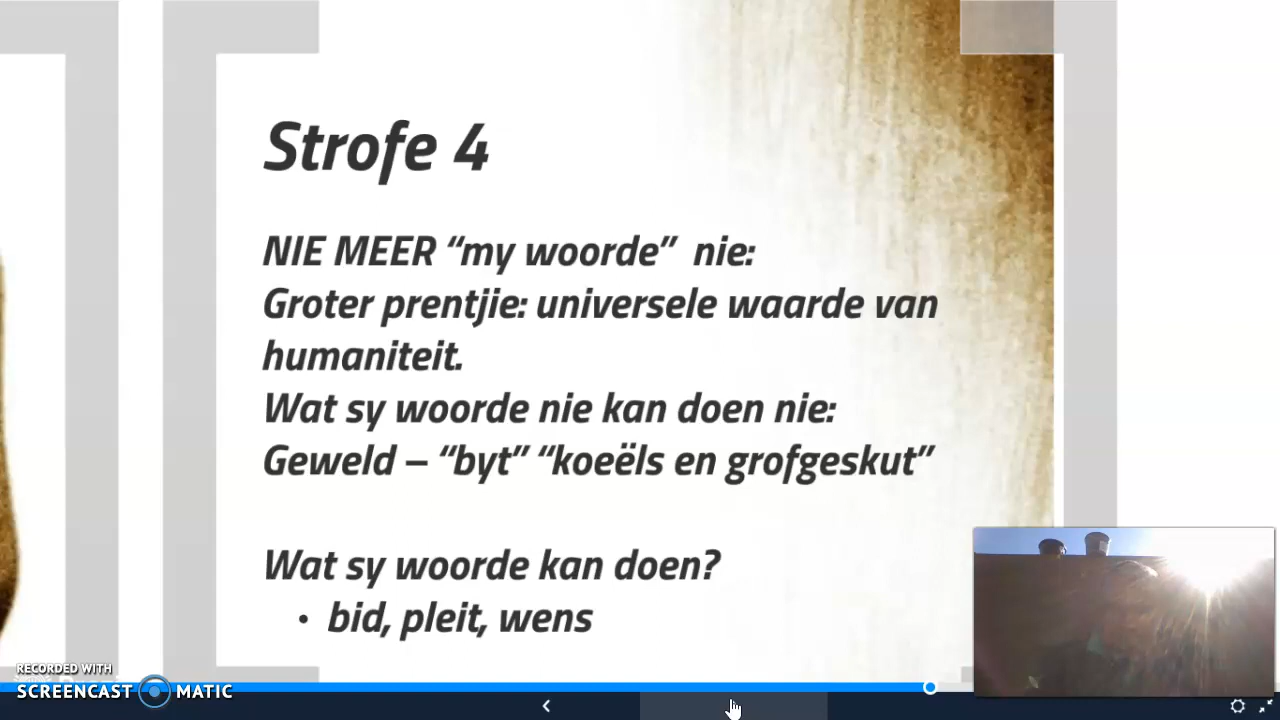 Strofe 4
NIE MEER “my woorde” nie:
Groter prentjie: universele waarde van
humaniteit.
Wat sy woorde nie kan doen nie:
Geweld – “byt” “koeëls en grofgeskut”
Wat sy woorde kan doen?
• bid, pleit, wens
RECORDED WITH
SCREENCAST MATIC